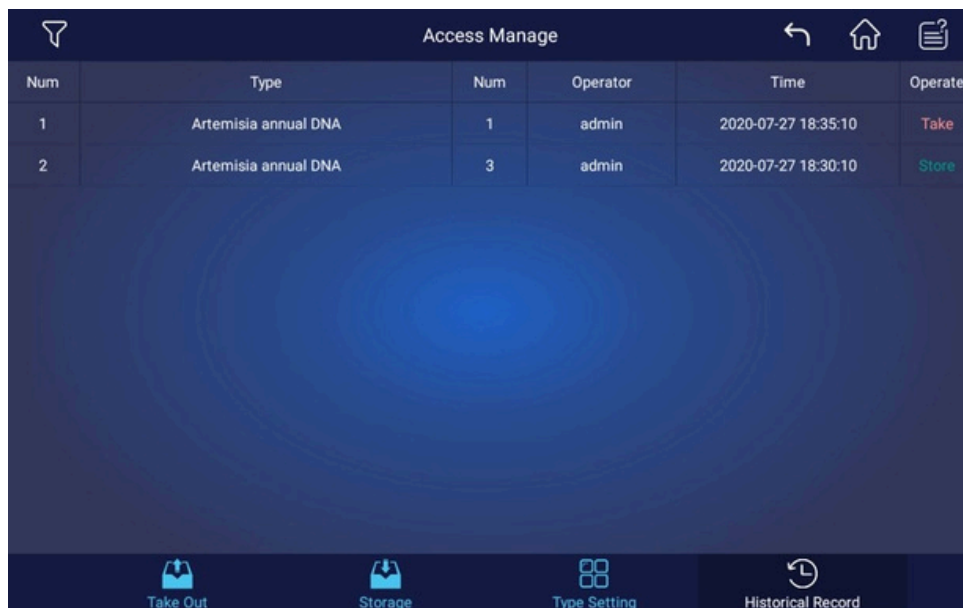 Access Manage
Num Type Num Operator Time Operate
1 Artemisia annual DNA 1 admin 2020-07-27 18:35:10 Take
2 Artemisia annual DNA 3 admin 2020-07-27 18:30:10 Store
Take Out Storage Type Setting Historical Record